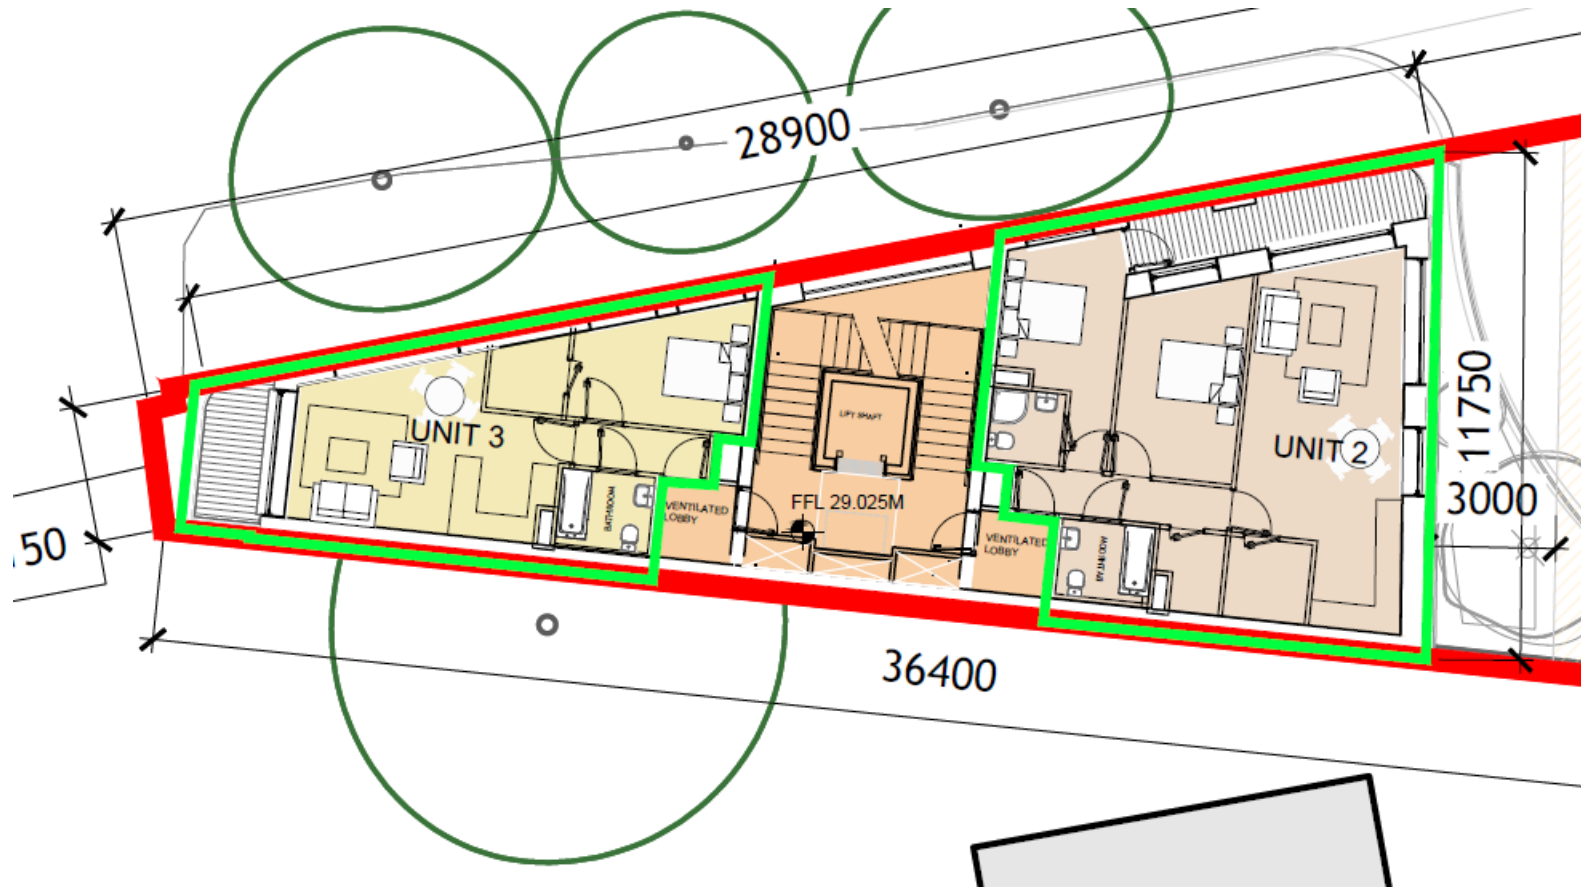 28900
UNIT 3
LIFT SHAFT
UNIT 2
11750
3000
FFL 29.025M
BATHROOM
VENTILATED
LOBBY
VENTILATED
LOBBY
BATHROOM
150
36400